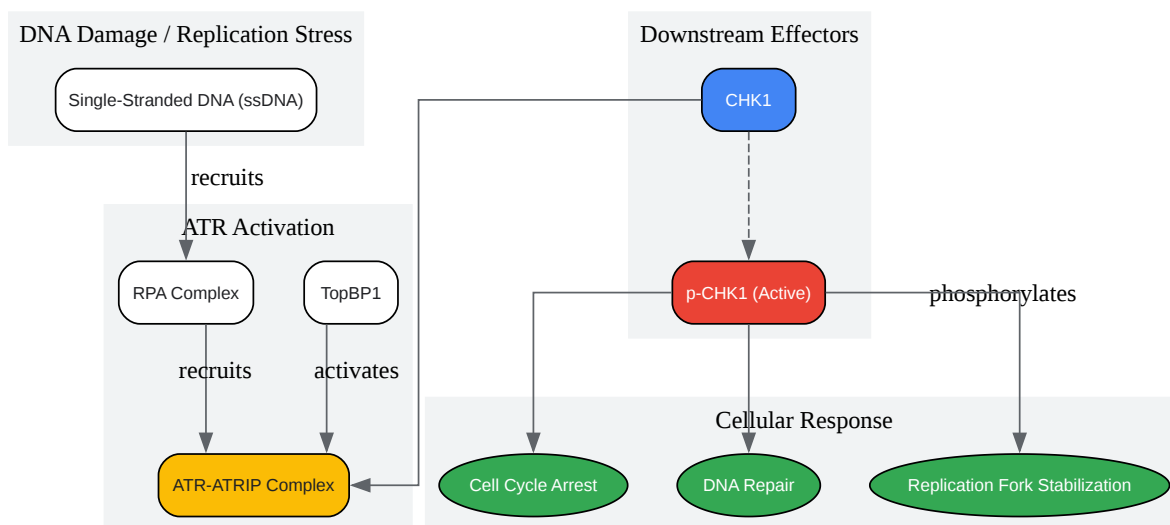 DNA Damage / Replication Stress
Downstream Effectors
Single-Stranded DNA (ssDNA)
CHK1
recruits
ATR Activation
RPA Complex
TopBP1
p-CHK1 (Active)
phosphorylates
recruits
activates
Cellular Response
ATR-ATRIP Complex
Cell Cycle Arrest
DNA Repair
Replication Fork Stabilization